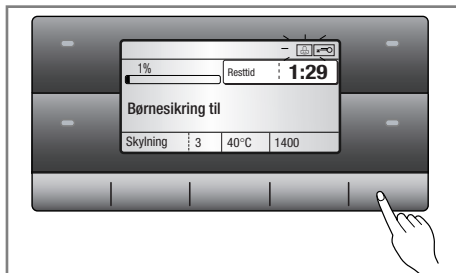 1% Resttid 1:29
Børnesikring til
Skylning 3 40°C 1400